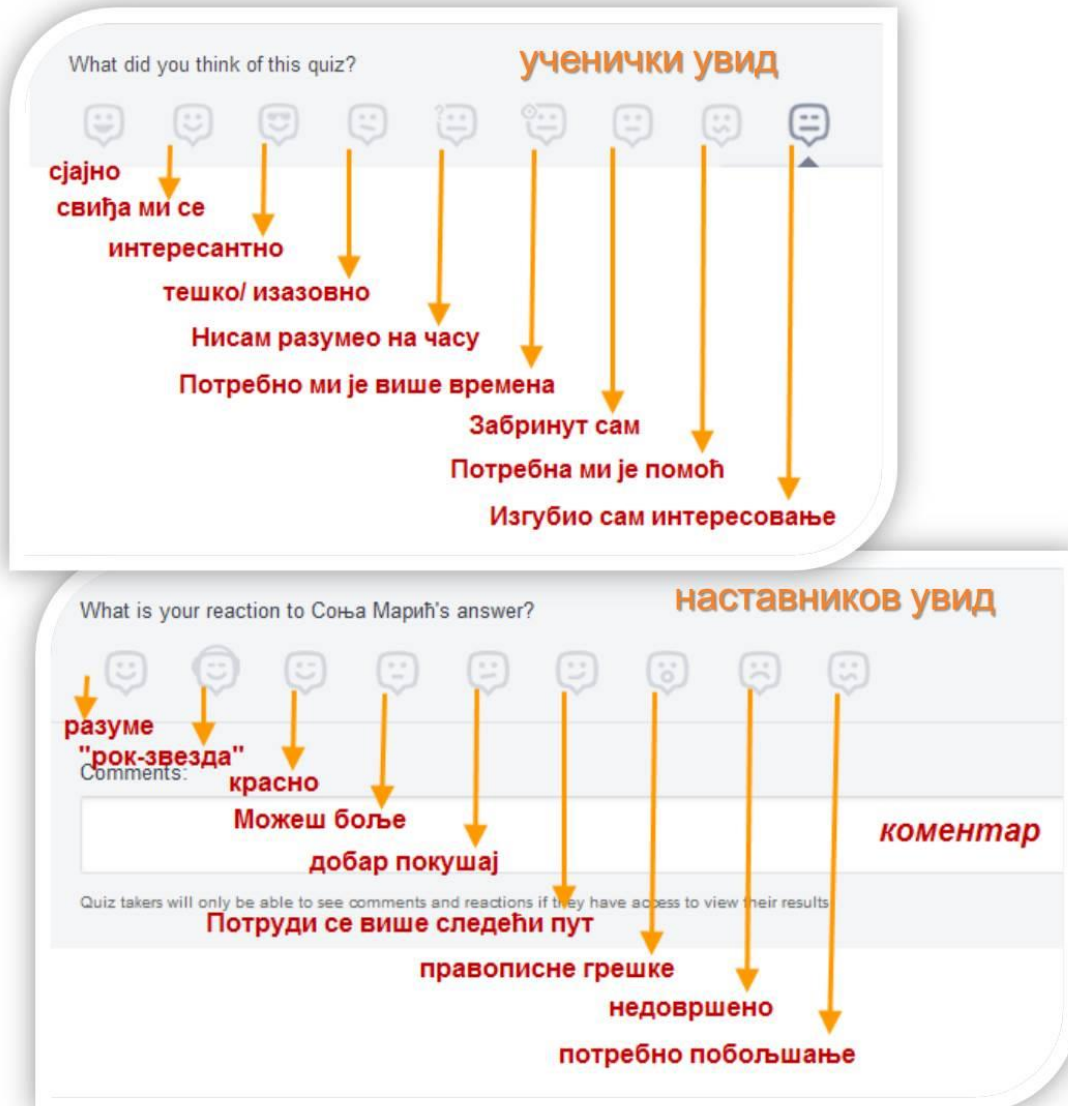 What did you think of this quiz?
ученички увид
сјајно
свиђа ми се
интересантно
тешко/ изазовно
Нисам разумео на часу
Потребно ми је више времена
Забринут сам
Потребна ми је помоћ
Изгубио сам интересовање
What is your reaction to Соња Марић's answer?
наставников увид
разуме
"рок-звезда"
Comments:
красно
Можеш боље
коментар
добар покушај
Quiz takers will only be able to see comments and reactions if they have access to view their results
Потруди се више следећи пут
правописне грешке
недовршено
потребно побољшање